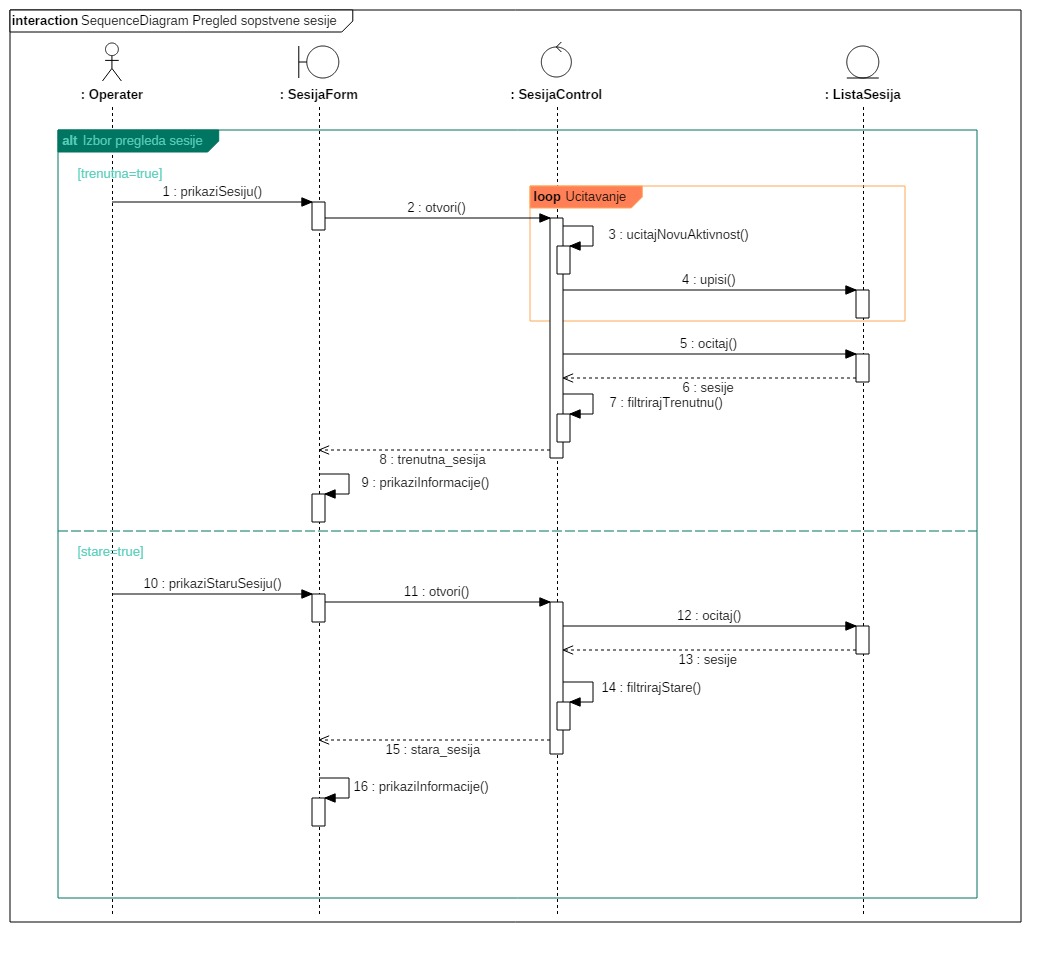 interaction SequenceDiagram Pregled sopstvene sesije
: Operater
: SesijaForm
: SesijaControl
: ListaSesija
alt Izbor pregleda sesije
[trenutna=true]
1 : prikaziSesiju()
loop Ucitavanje
2 : otvori()
3 : ucitajNovuAktivnost()
4 : upisi()
5 : ocitaj()
6 : sesije
7 : filtrirajTrenutnu()
8 : trenutna_sesija
9 : prikaziInformacije()
[stare=true]
10 : prikaziStaruSesiju()
11 : otvori()
12 : ocitaj()
13 : sesije
14 : filtrirajStare()
15 : stara_sesija
16 : prikaziInformacije()